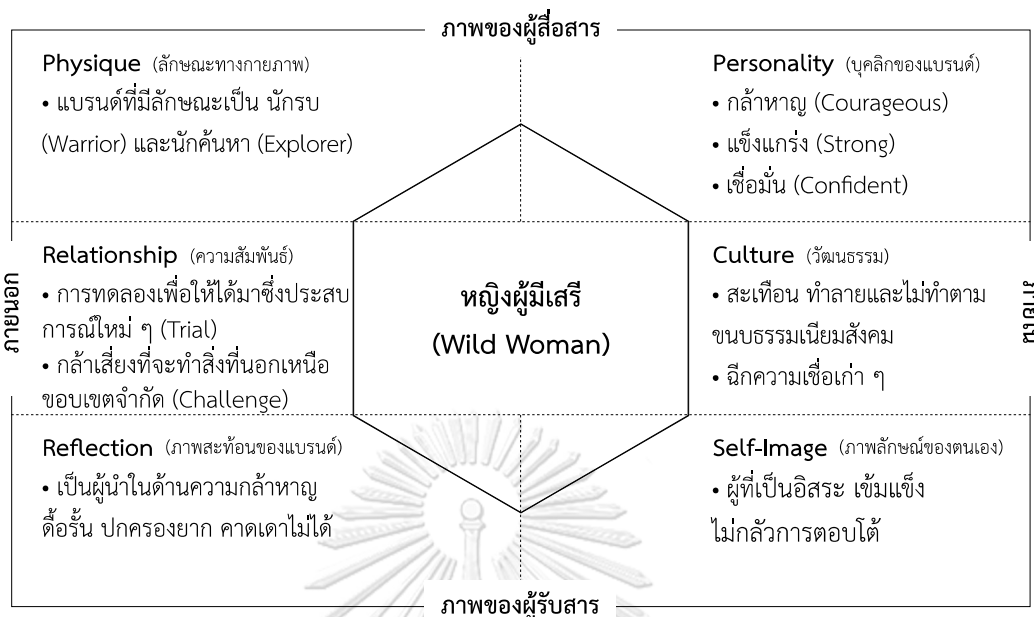 ภาพของผู้สื่อสาร
Physique (ลักษณะทางกายภาพ)
• แบรนด์ที่มีลักษณะเป็น นักรบ
(Warrior) และนักค้นหา (Explorer)
Personality (บุคลิกของแบรนด์)
• กล้าหาญ (Courageous)
• แข็งแกร่ง (Strong)
• เชื่อมั่น (Confident)
ภายนอก
Relationship (ความสัมพันธ์)
• การทดลองเพื่อให้ได้มาซึ่งประสบ
การณ์ใหม่ ๆ (Trial)
• กล้าเสี่ยงที่จะทำสิ่งที่นอกเหนือ
ขอบเขตจำกัด (Challenge)
หญิงผู้มีเสรี
(Wild Woman)
Culture (วัฒนธรรม)
• สะเทือน ทำลายและไม่ทำตาม
ขนบธรรมเนียมสังคม
• ฉีกความเชื่อเก่า ๆ
Reflection (ภาพสะท้อนของแบรนด์)
• เป็นผู้นำในด้านความกล้าหาญ
ดื้อรั้น ปกครองยาก คาดเดาไม่ได้
Self-Image (ภาพลักษณ์ของตนเอง)
• ผู้ที่เป็นอิสระ เข้มแข็ง
ไม่กลัวการตอบโต้
ภาพของผู้รับสาร